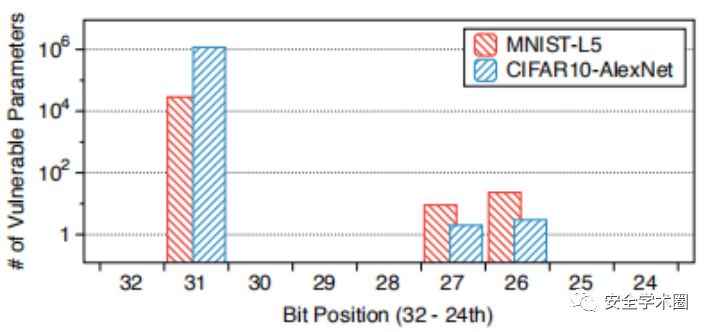 # of Vulnerable Parameters
10^6
10^4
10^2
1
MNIST-L5
CIFAR10-AlexNet
32 31 30 29 28 27 26 25 24
Bit Position (32 - 24th)
安全学术圈